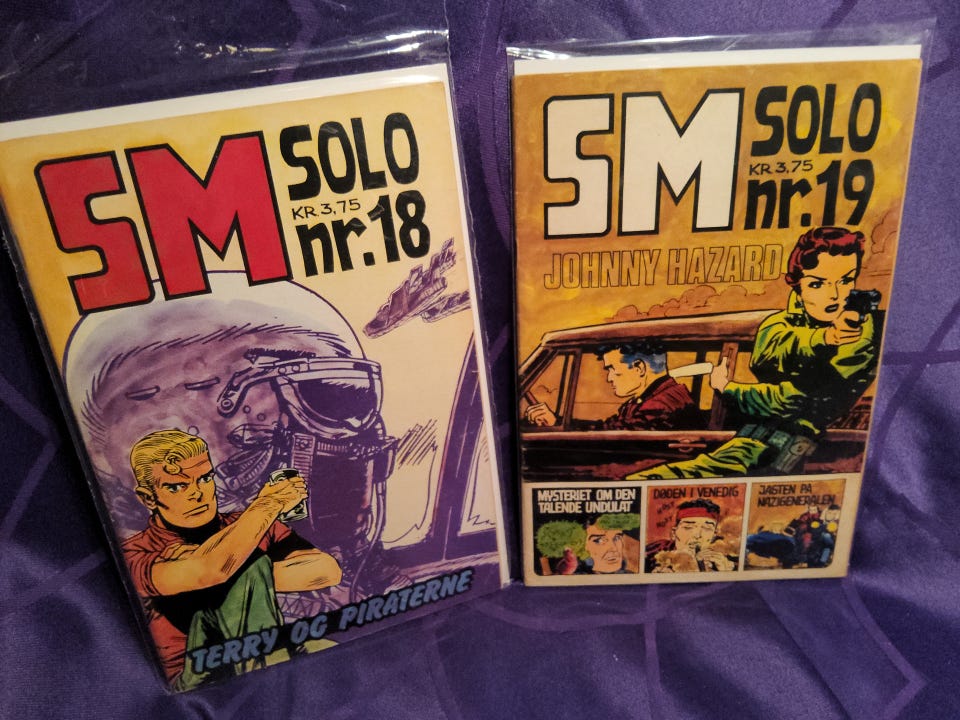 SM SOLO
KR. 3,75
nr. 18
TERRY OG PIRATERNE
SM SOLO
KR. 3,75
nr. 19
JOHNNY HAZARD
MYSTERIET OM DEN
TALENDE UNDULAT
DØDEN I VENEDIG
JAGTEN PÅ
NAZIGENERALEN